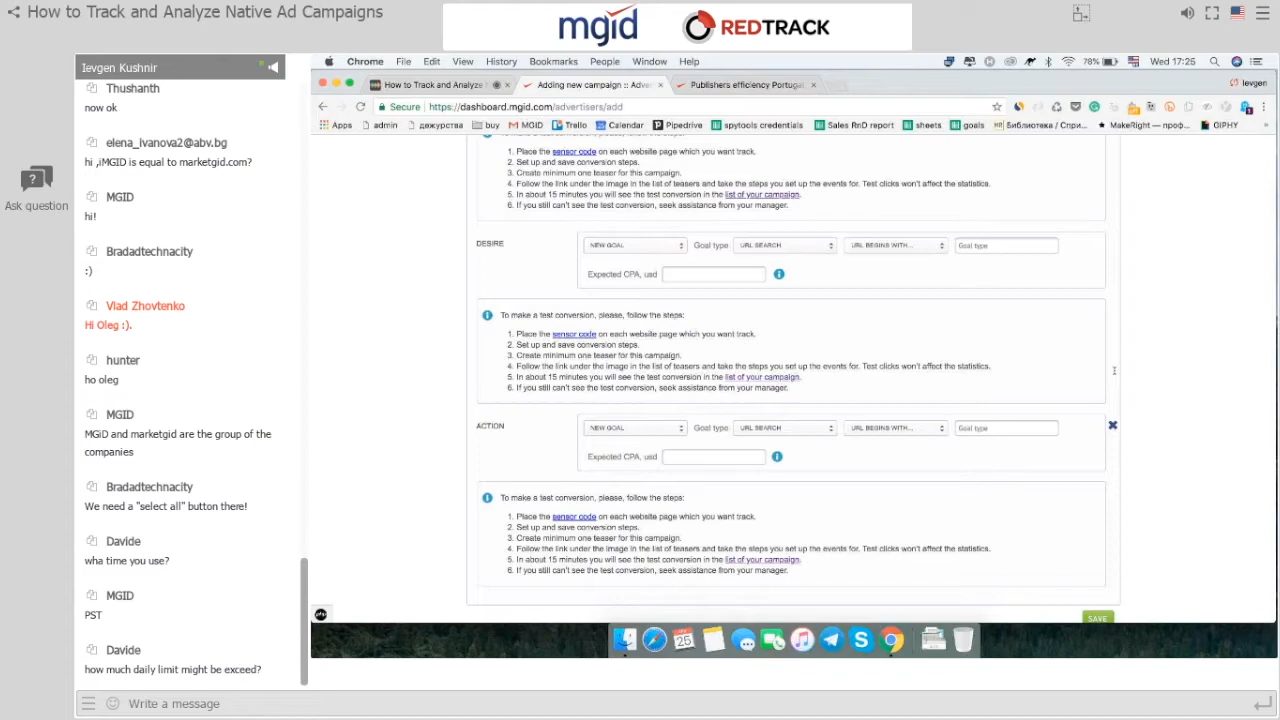 How to Track and Analyze Native Ad Campaigns
mgid
REDTRACK
Ievgen Kushnir
Thushanth
now ok
elena_ivanova2@abv.bg
hi ,iMGID is equal to marketgid.com?
MGID
hi!
Bradadtechnacity
:)
Vlad Zhovtenko
Hi Oleg :).
hunter
ho oleg
MGID
MGiD and marketgid are the group of the
companies
Bradadtechnacity
We need a "select all" button there!
Davide
wha time you use?
MGID
PST
Davide
how much daily limit might be exceed?
Write a message
Ask question
Chrome File Edit View History Bookmarks People Window Help
78% Wed 17:25
How to Track and Analyze N
Adding new campaign :: Adve
Publishers efficiency Portugal
Ievgen
Secure https://dashboard.mgid.com/advertisers/add
Apps admin дежурства buy MGID Trello Calendar Pipedrive spytools credentials Sales RnD report sheets goals Библиотека / Спри... MakeRight — проф... GIPHY
1. Place the sensor code on each website page which you want track.
2. Set up and save conversion steps.
3. Create minimum one teaser for this campaign.
4. Follow the link under the image in the list of teasers and take the steps you set up the events for. Test clicks won't affect the statistics.
5. In about 15 minutes you will see the test conversion in the list of your campaign.
6. If you still can't see the test conversion, seek assistance from your manager.
DESIRE NEW GOAL Goal type URL SEARCH URL BEGINS WITH... Goal type
Expected CPA, usd
To make a test conversion, please, follow the steps:
1. Place the sensor code on each website page which you want track.
2. Set up and save conversion steps.
3. Create minimum one teaser for this campaign.
4. Follow the link under the image in the list of teasers and take the steps you set up the events for. Test clicks won't affect the statistics.
5. In about 15 minutes you will see the test conversion in the list of your campaign.
6. If you still can't see the test conversion, seek assistance from your manager.
ACTION NEW GOAL Goal type URL SEARCH URL BEGINS WITH... Goal type
Expected CPA, usd
To make a test conversion, please, follow the steps:
1. Place the sensor code on each website page which you want track.
2. Set up and save conversion steps.
3. Create minimum one teaser for this campaign.
4. Follow the link under the image in the list of teasers and take the steps you set up the events for. Test clicks won't affect the statistics.
5. In about 15 minutes you will see the test conversion in the list of your campaign.
6. If you still can't see the test conversion, seek assistance from your manager.
SAVE